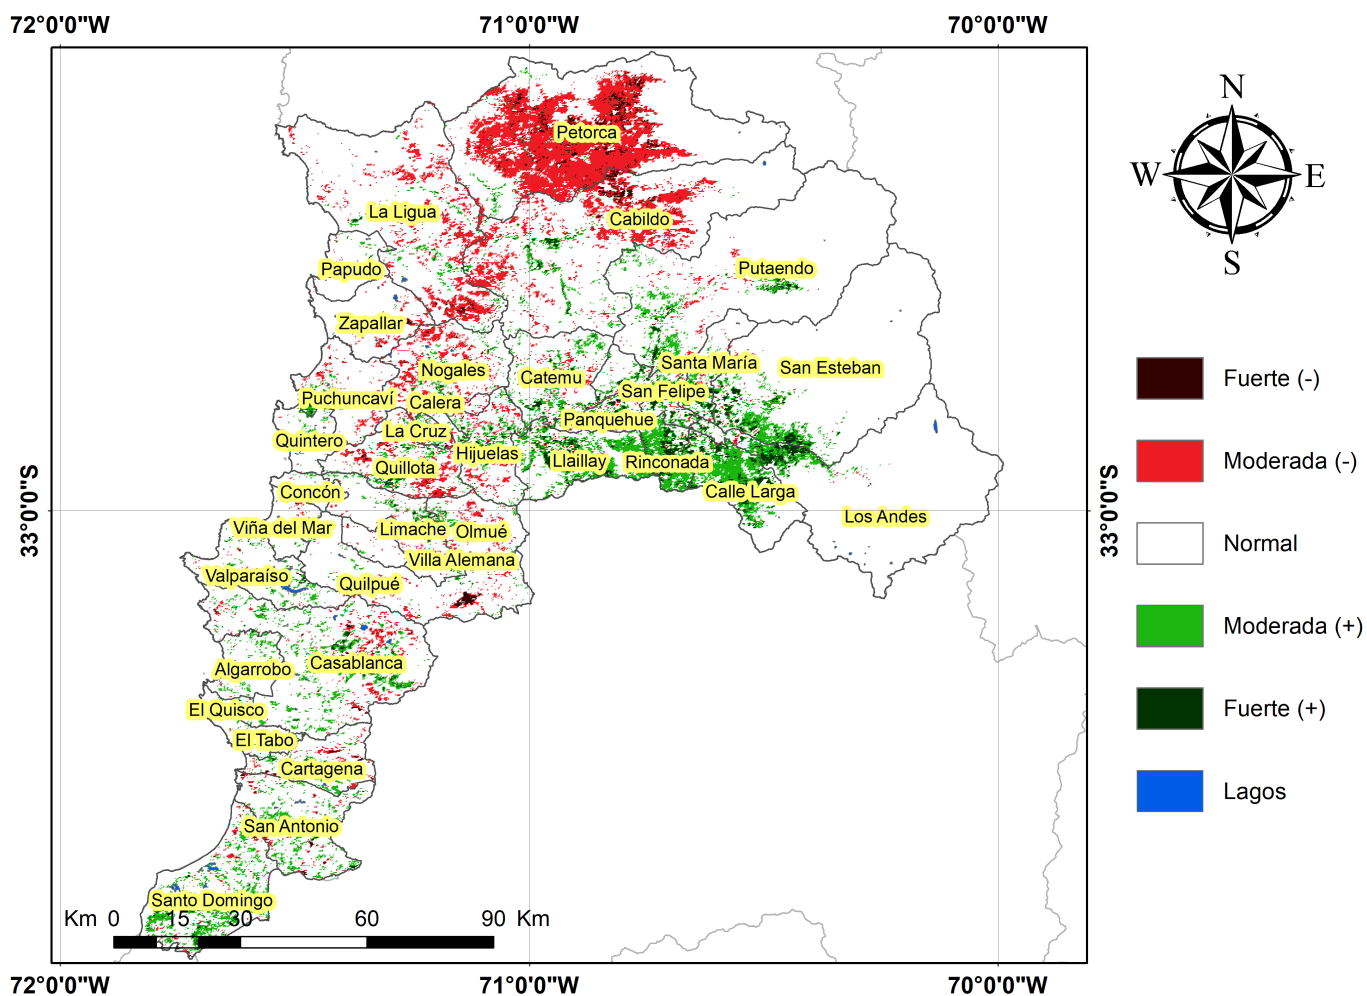 72°0'0"W 71°0'0"W 70°0'0"W
N
W E
S
Petorca
La Ligua
Cabildo
Papudo
Putaendo
Zapallar
Nogales
Catemu
Santa María
San Esteban
Puchuncaví
Calera
San Felipe
La Cruz
Panquehue
Quintero
Hijuelas
Quillota
Llaillay
Rinconada
Concón
Calle Larga
Los Andes
Viña del Mar
Limache
Olmué
Villa Alemana
Valparaíso
Quilpué
Algarrobo
Casablanca
El Quisco
El Tabo
Cartagena
San Antonio
Santo Domingo
Km 0 15 30 60 90 Km
33°0'0"S
33°0'0"S
Fuerte (-)
Moderada (-)
Normal
Moderada (+)
Fuerte (+)
Lagos
72°0'0"W 71°0'0"W 70°0'0"W